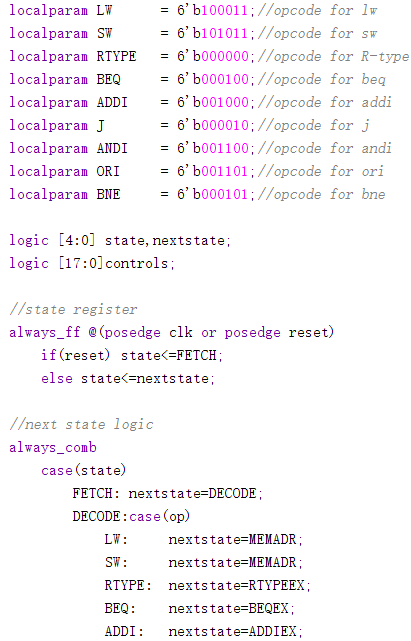 localparam LW      = 6'b100011;//opcode for lw
localparam SW      = 6'b101011;//opcode for sw
localparam RTYPE   = 6'b000000;//opcode for R-type
localparam BEQ     = 6'b000100;//opcode for beq
localparam ADDI    = 6'b001000;//opcode for addi
localparam J       = 6'b000010;//opcode for j
localparam ANDI    = 6'b001100;//opcode for andi
localparam ORI     = 6'b001101;//opcode for ori
localparam BNE     = 6'b000101;//opcode for bne
logic [4:0] state,nextstate;
logic [17:0]controls;
//state register
always_ff @(posedge clk or posedge reset)
    if(reset) state<=FETCH;
    else state<=nextstate;
//next state logic
always_comb
    case(state)
        FETCH: nextstate=DECODE;
        DECODE:case(op)
            LW:     nextstate=MEMADR;
            SW:     nextstate=MEMADR;
            RTYPE:  nextstate=RTYPEEX;
            BEQ:    nextstate=BEQEX;
            ADDI:   nextstate=ADDIEX;